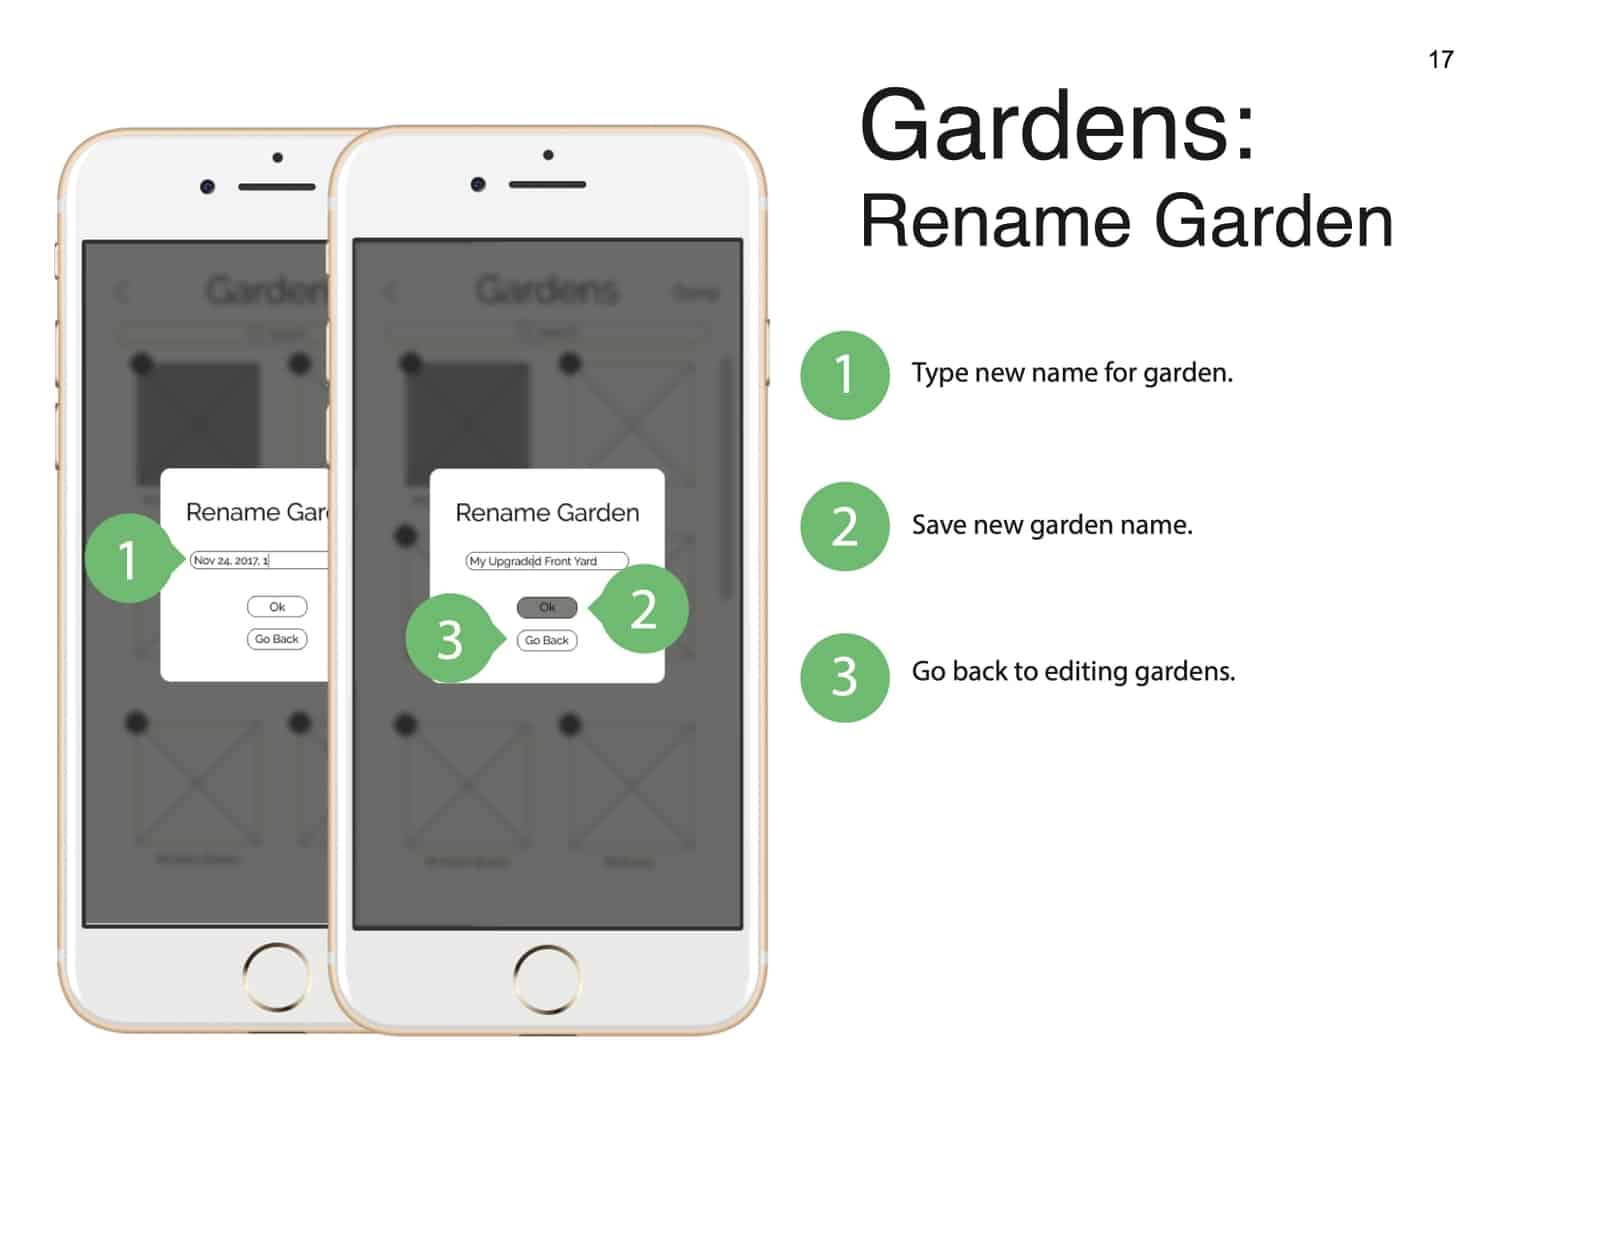 17
Gardens:
Rename Garden
Garden
Gardens
Done
Rename Gar
1
Nov 24, 2017, 1
Ok
Go Back
Rename Garden
My Upgraded Front Yard
Ok
2
3
Go Back
1
Type new name for garden.
2
Save new garden name.
3
Go back to editing gardens.